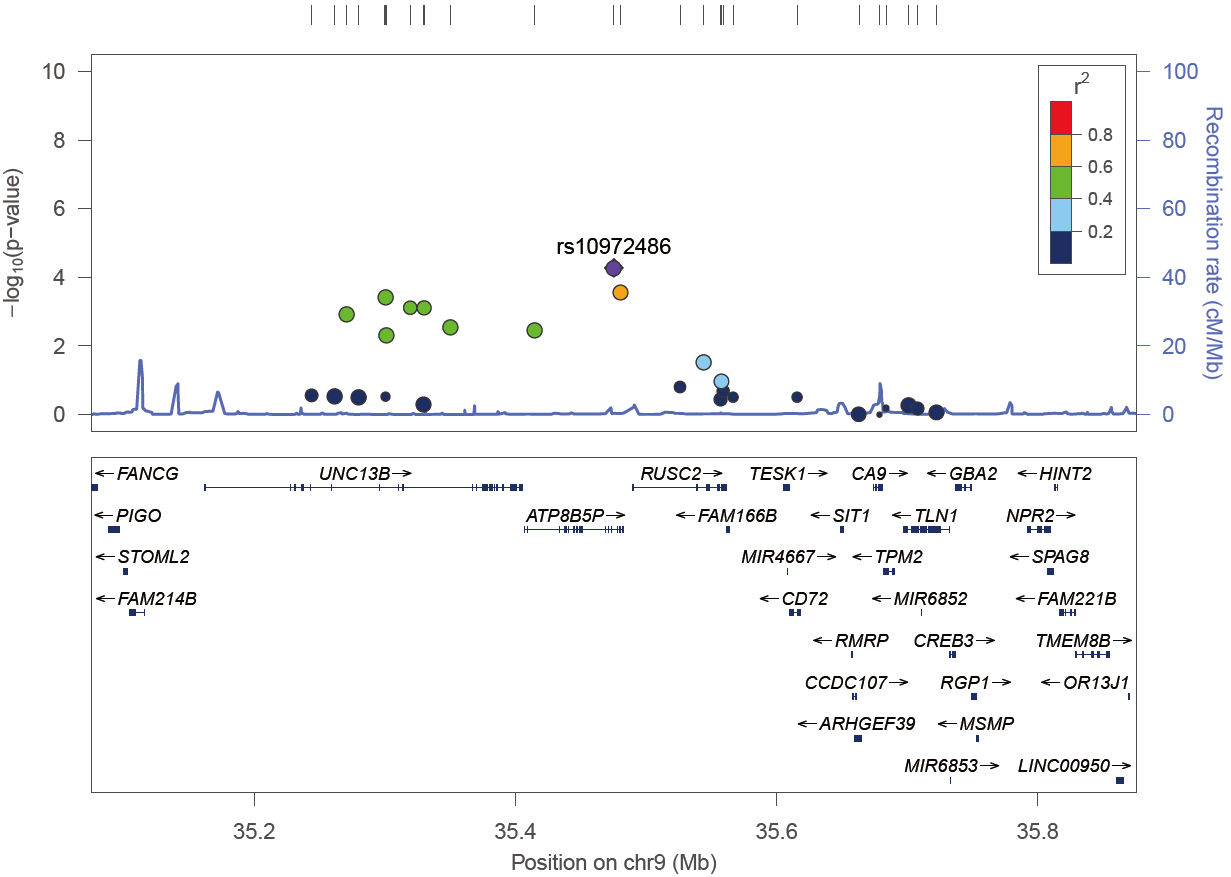 10 100
r2
0.8
8 80
0.6
0.4
6 60
0.2
rs10972486
4 40
2 20
0 0
−log10(p−value)
Recombination rate (cM/Mb)
FANCG UNC13B RUSC2 TESK1 CA9 GBA2 HINT2
PIGO ATP8B5P FAM166B SIT1 TLN1 NPR2
STOML2 MIR4667 TPM2 SPAG8
FAM214B CD72 MIR6852 FAM221B
RMRP CREB3 TMEM8B
CCDC107 RGP1 OR13J1
ARHGEF39 MSMP
MIR6853 LINC00950
35.2 35.4 35.6 35.8
Position on chr9 (Mb)